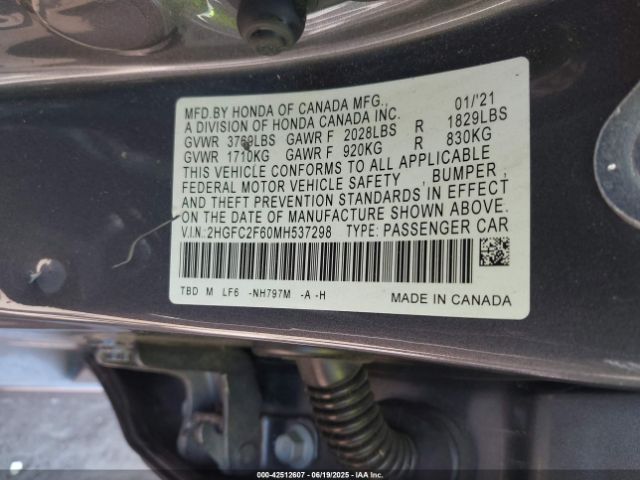 MFD.BY HONDA OF CANADA MFG., 01/'21
A DIVISION OF HONDA CANADA INC.
GVWR 3769LBS GAWR F 2028LBS R 1829LBS
GVWR 1710KG GAWR F 920KG R 830KG
THIS VEHICLE CONFORMS TO ALL APPLICABLE
FEDERAL MOTOR VEHICLE SAFETY , BUMPER,
AND THEFT PREVENTION STANDARDS IN EFFECT
ON THE DATE OF MANUFACTURE SHOWN ABOVE.
V.I.N.:2HGFC2F60MH537298 TYPE: PASSENGER CAR
TBD M LF6 -NH797M -A -H
MADE IN CANADA
000-42512607 - 06/19/2025 - IAA Inc.